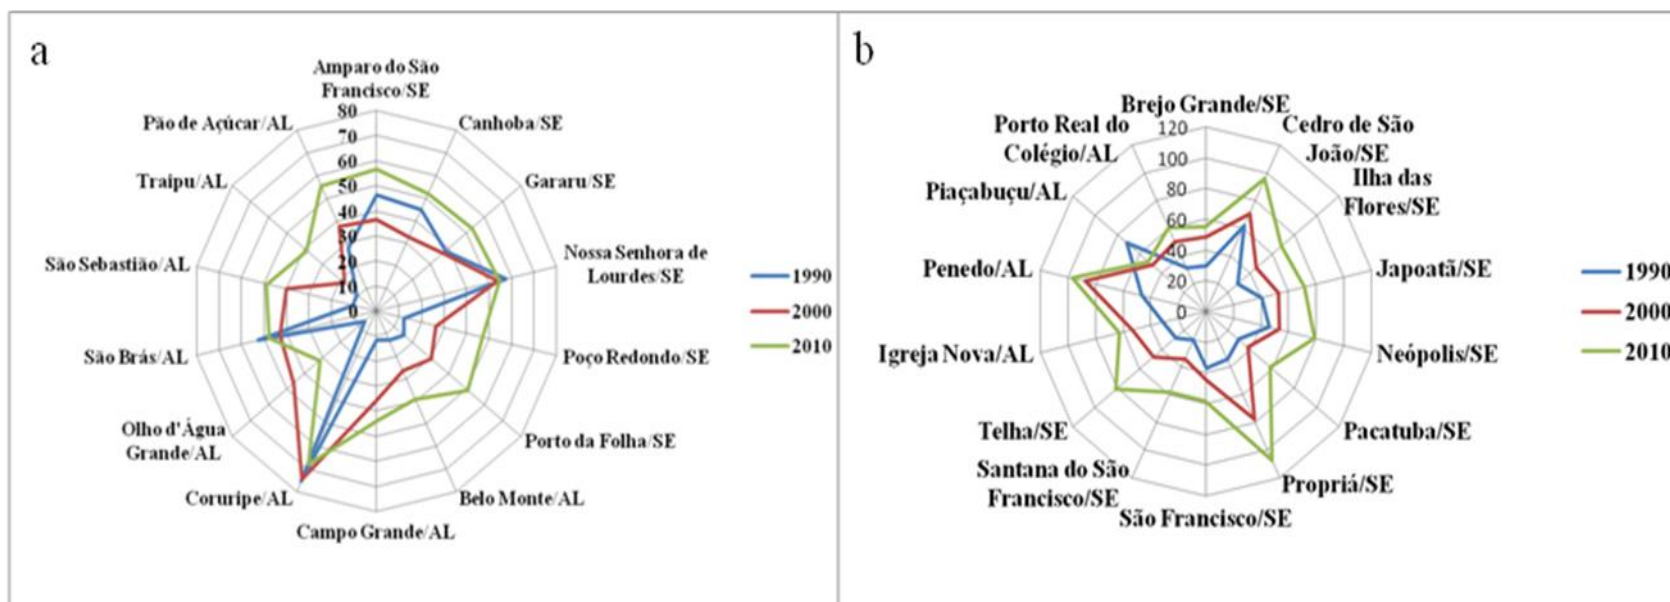 a
Amparo do São
Francisco/SE
Canhoba/SE
Gararu/SE
Nossa Senhora de
Lourdes/SE
Poço Redondo/SE
Porto da Folha/SE
Belo Monte/AL
Campo Grande/AL
Coruripe/AL
Olho d'Água
Grande/AL
São Brás/AL
São Sebastião/AL
Traipu/AL
Pão de Açúcar/AL
80
70
60
50
40
30
20
10
0
1990
2000
2010
b
Brejo Grande/SE
Cedro de São
João/SE
Ilha das
Flores/SE
Japoatã/SE
Neópolis/SE
Pacatuba/SE
Propriá/SE
São Francisco/SE
Santana do São
Francisco/SE
Telha/SE
Igreja Nova/AL
Penedo/AL
Piaçabuçu/AL
Porto Real do
Colégio/AL
120
100
80
60
40
20
0
1990
2000
2010